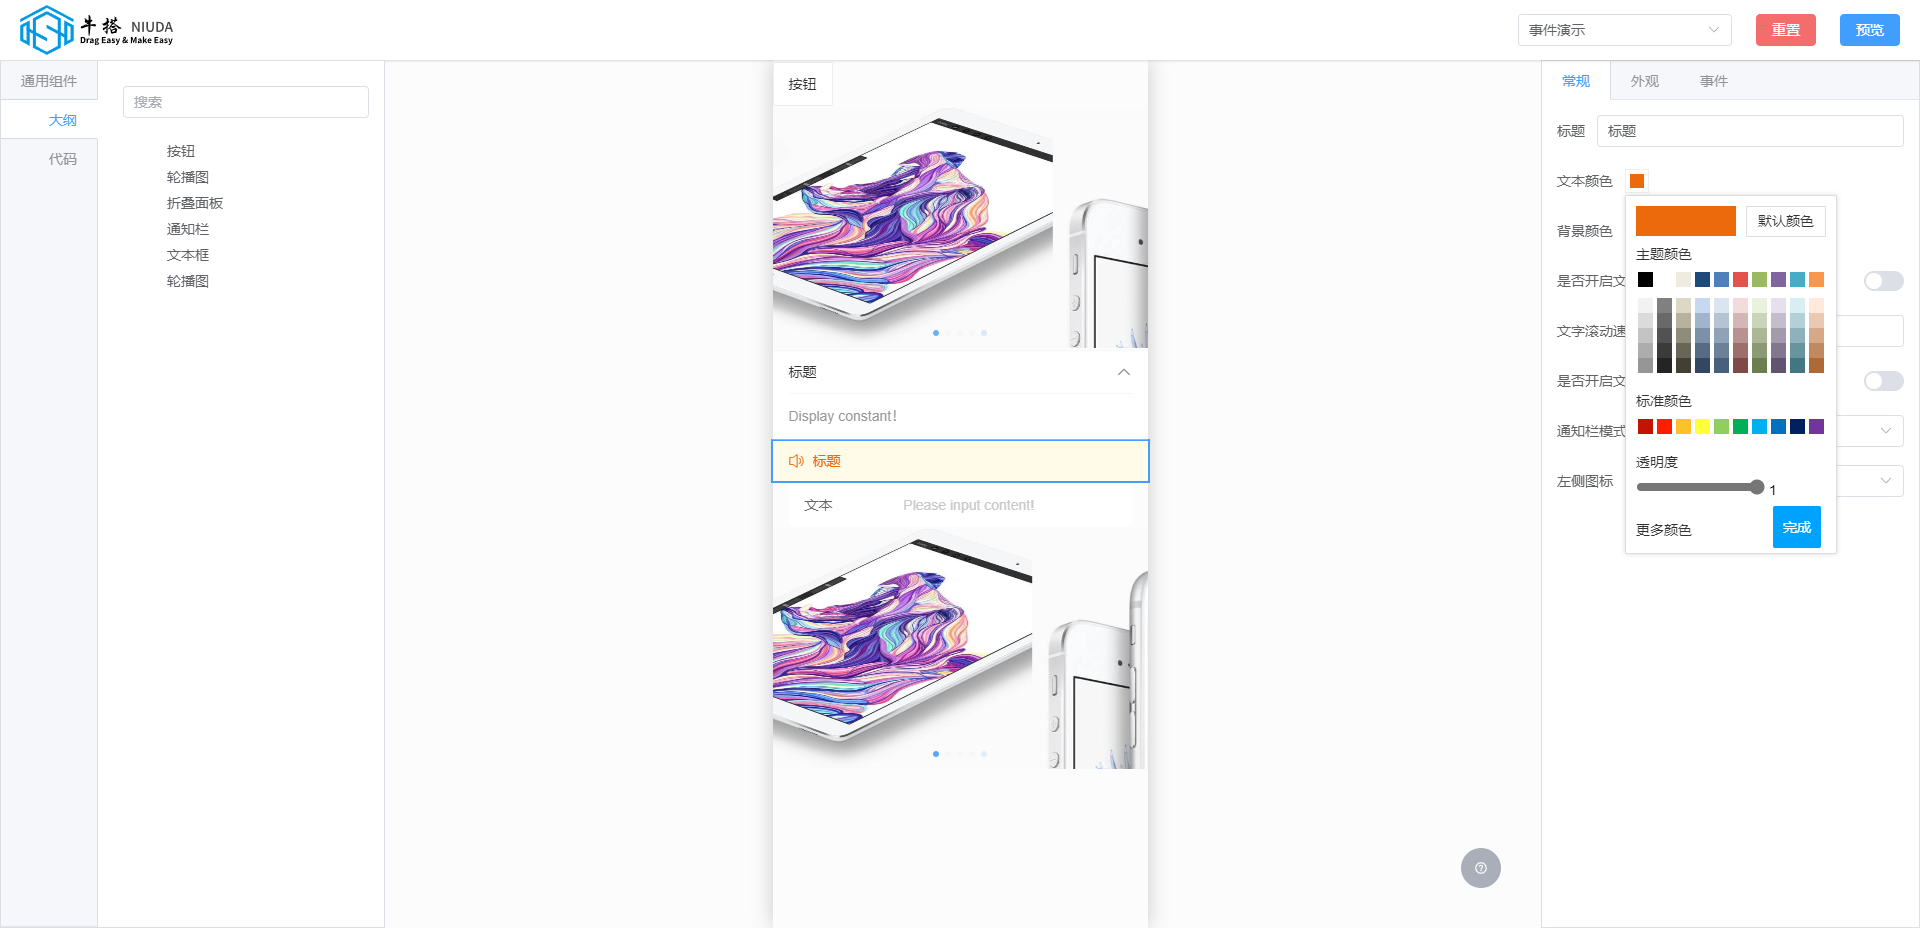 牛搭 NIUDA
Drag Easy & Make Easy
事件演示
重置
预览
通用组件
大纲
代码
搜索
按钮
轮播图
折叠面板
通知栏
文本框
轮播图
按钮
标题
Display constant!
标题
文本 Please input content!
常规 外观 事件
标题 标题
文本颜色
背景颜色
是否开启文
文字滚动速
是否开启文
通知栏模式
左侧图标
默认颜色
主题颜色
标准颜色
透明度
1
更多颜色
完成